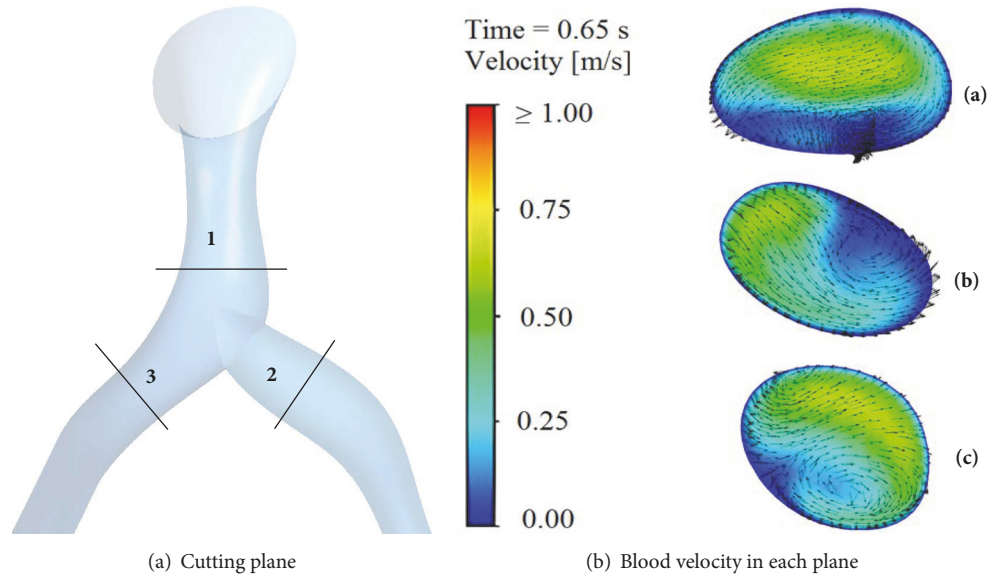 1
2
3
Time = 0.65 s
Velocity [m/s]
≥ 1.00
0.75
0.50
0.25
0.00
(a)
(b)
(c)
(a) Cutting plane
(b) Blood velocity in each plane